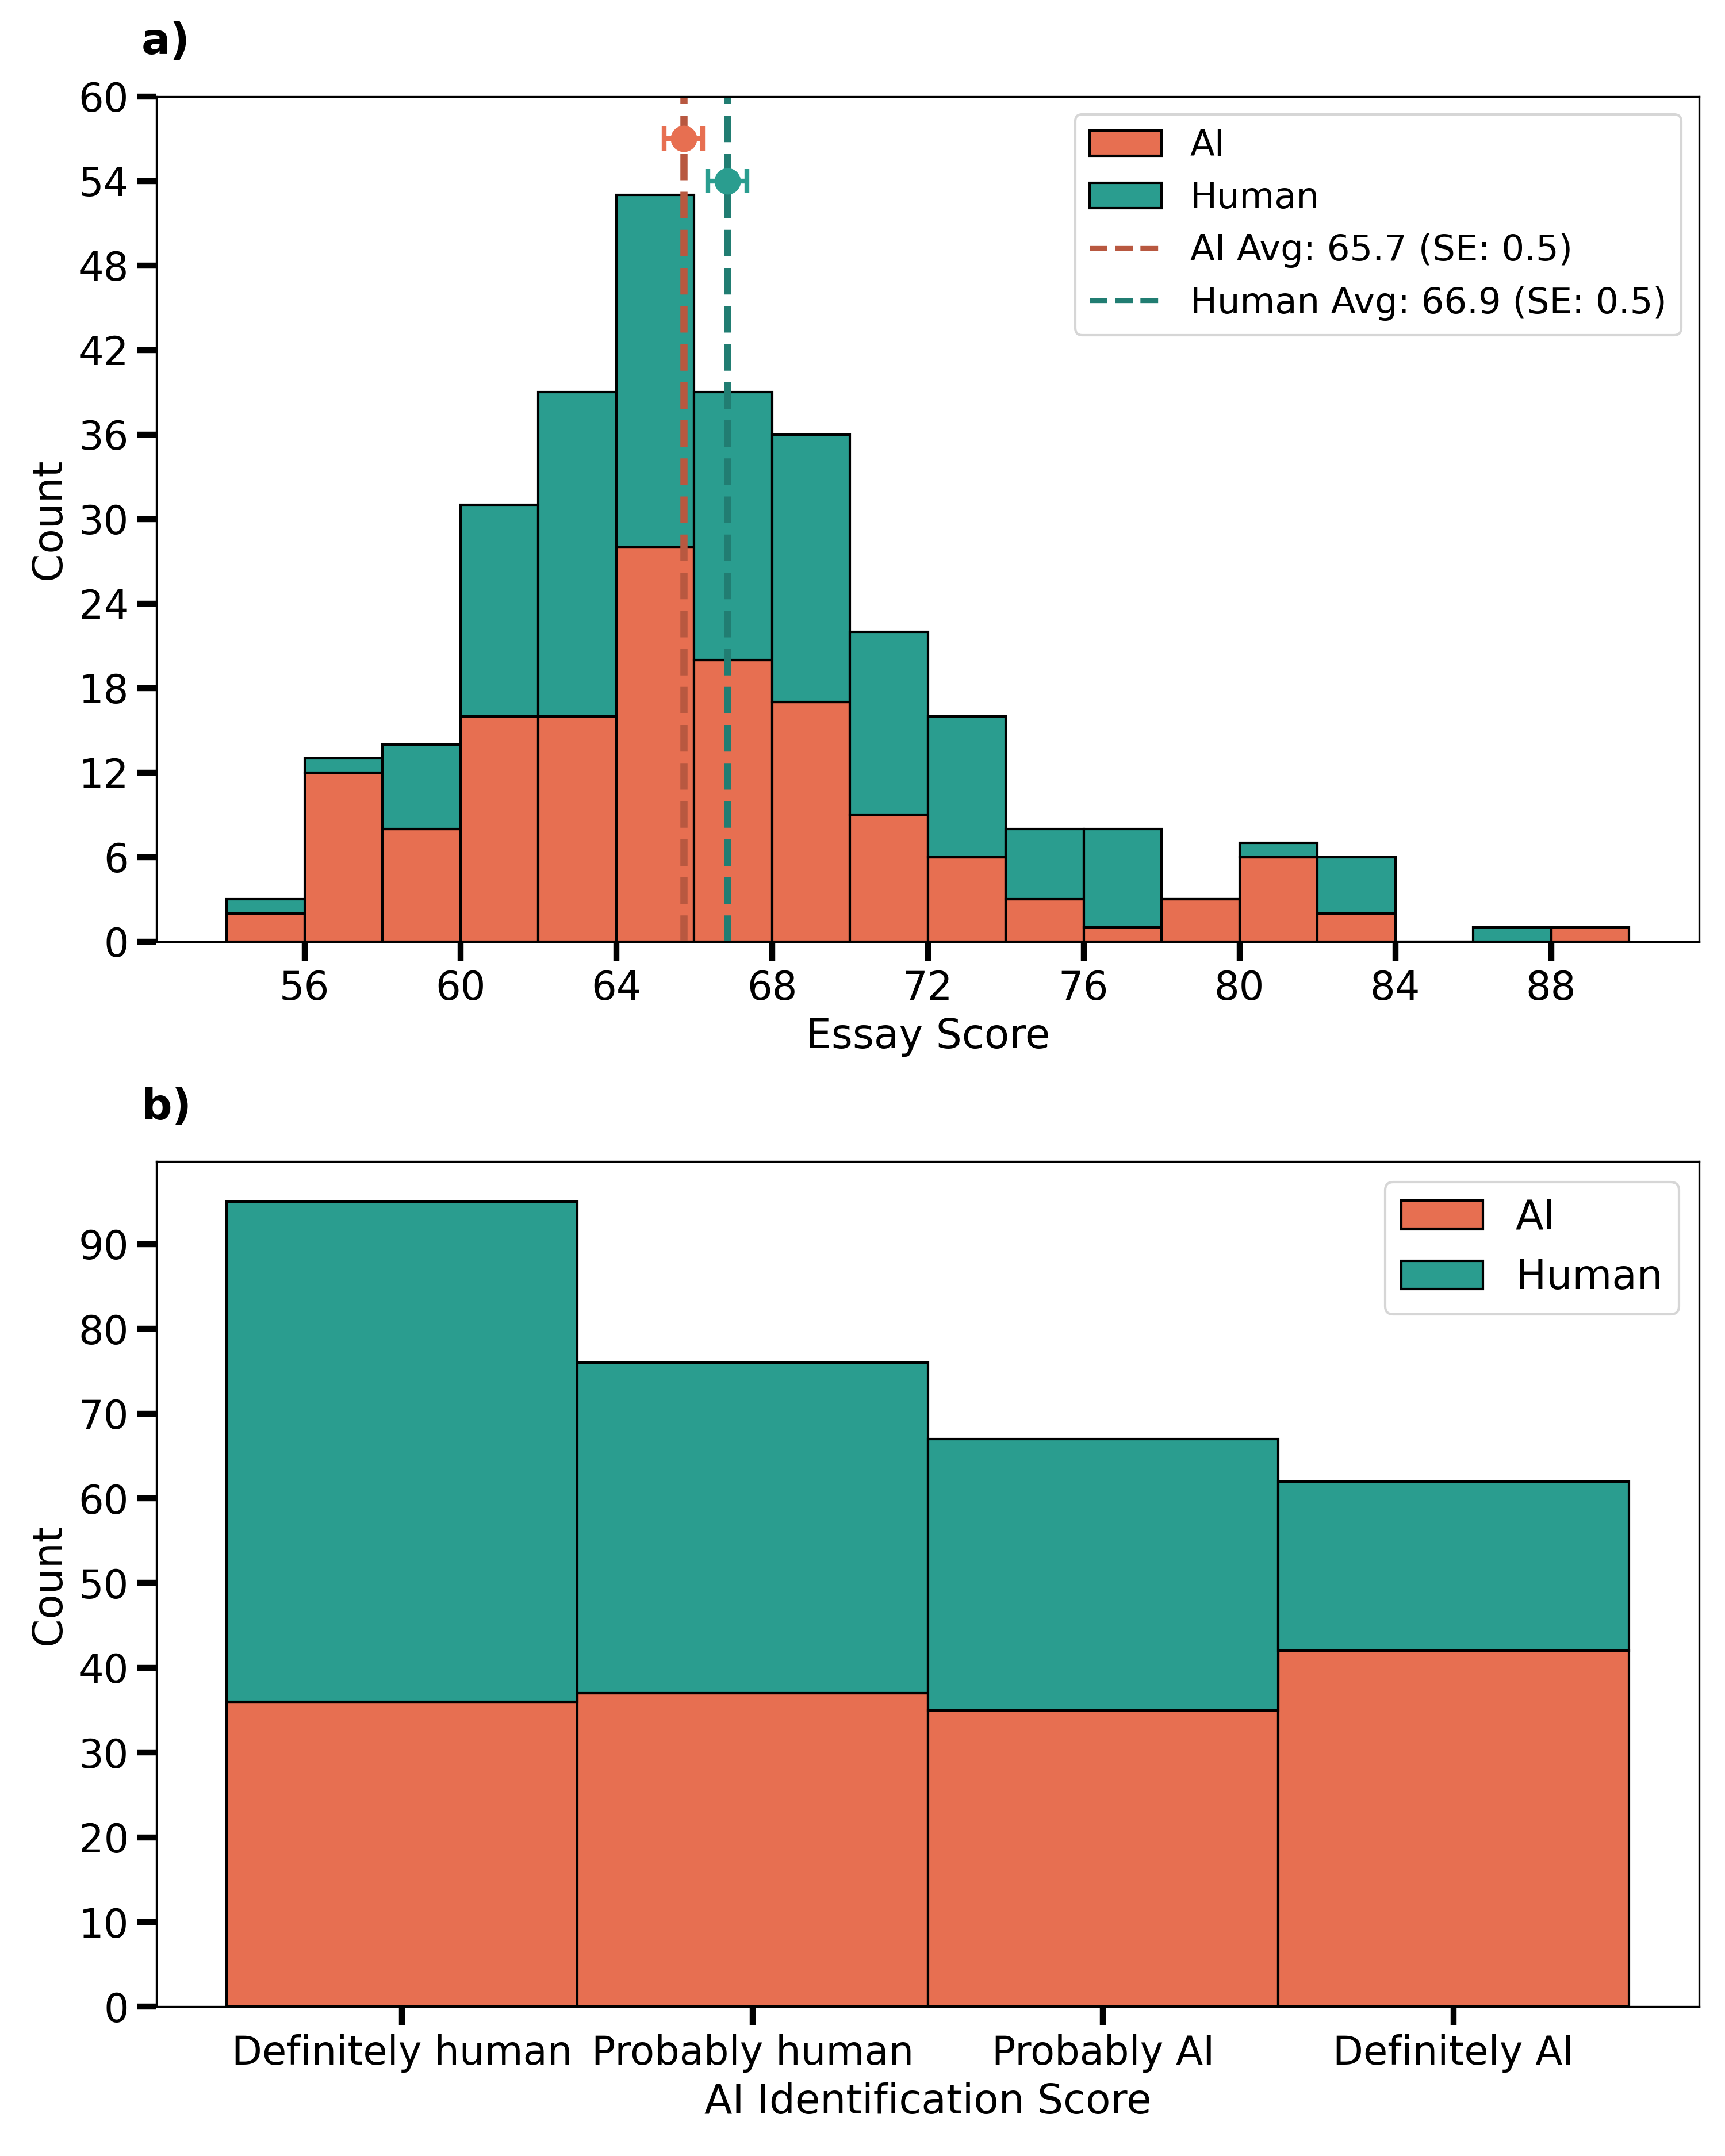 a)
60
54
48
42
36
30
24
18
12
6
0
Count
AI
Human
AI Avg: 65.7 (SE: 0.5)
Human Avg: 66.9 (SE: 0.5)
56 60 64 68 72 76 80 84 88
Essay Score
b)
90
80
70
60
50
40
30
20
10
0
Count
AI
Human
Definitely human Probably human Probably AI Definitely AI
AI Identification Score